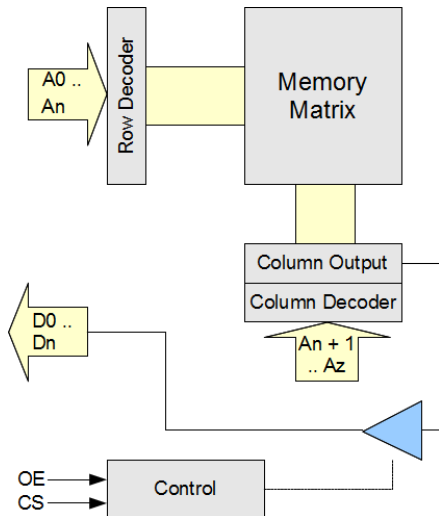 A0 ..
An
Row Decoder
Memory
Matrix
Column Output
Column Decoder
D0 ..
Dn
An + 1
.. Az
OE
CS
Control